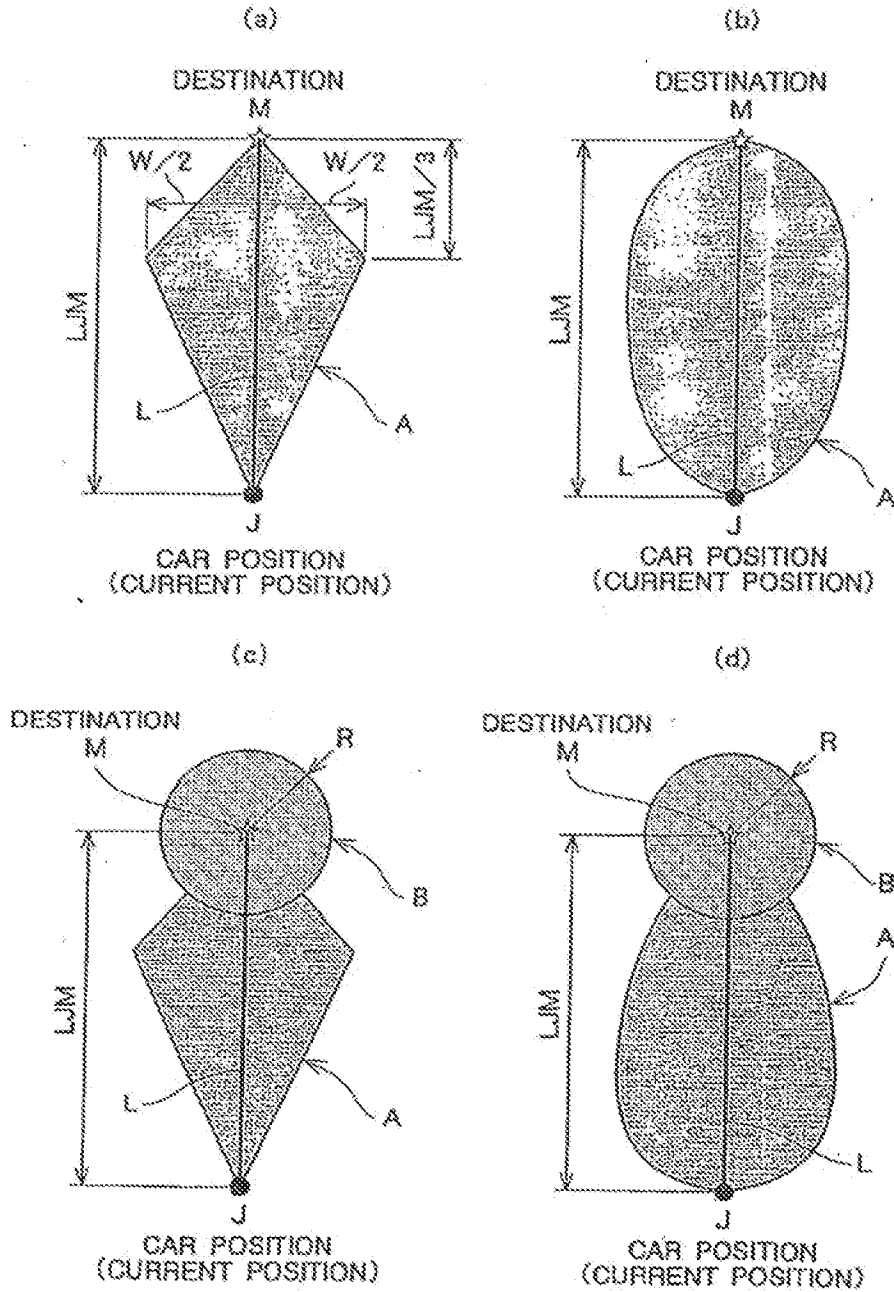 (a)
DESTINATION
M
W/2
W/2
LJM/3
LJM
L
A
J
CAR POSITION
(CURRENT POSITION)
(b)
DESTINATION
M
LJM
L
A
J
CAR POSITION
(CURRENT POSITION)
(c)
DESTINATION
M
R
B
LJM
L
A
J
CAR POSITION
(CURRENT POSITION)
(d)
DESTINATION
M
R
B
A
LJM
L
J
CAR POSITION
(CURRENT POSITION)